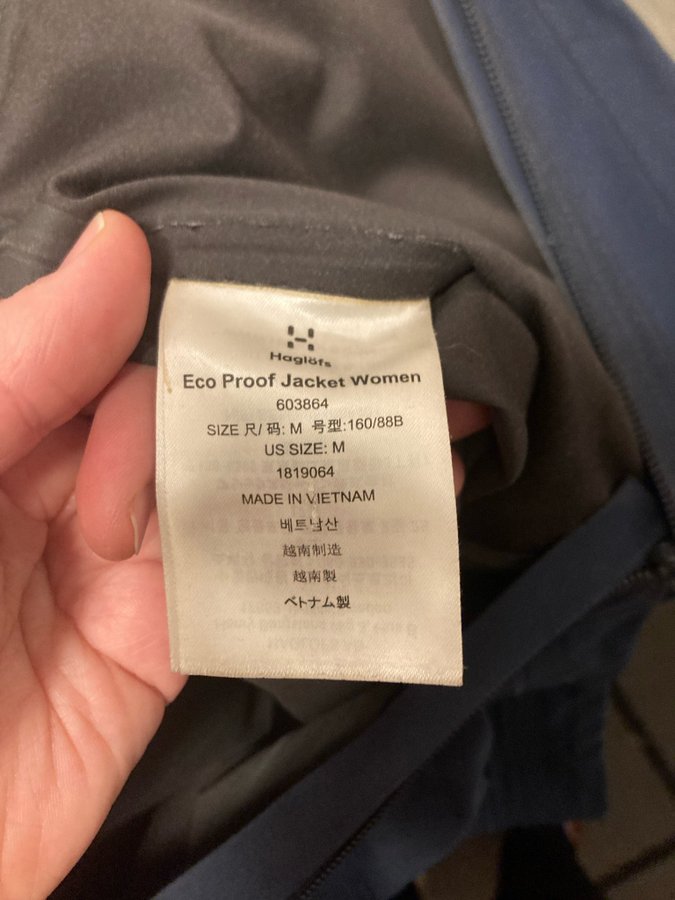 Haglöfs
Eco Proof Jacket Women
603864
SIZE 尺/ 码: M 号型:160/88B
US SIZE: M
1819064
MADE IN VIETNAM
베트남산
越南制造
越南製
ベトナム製